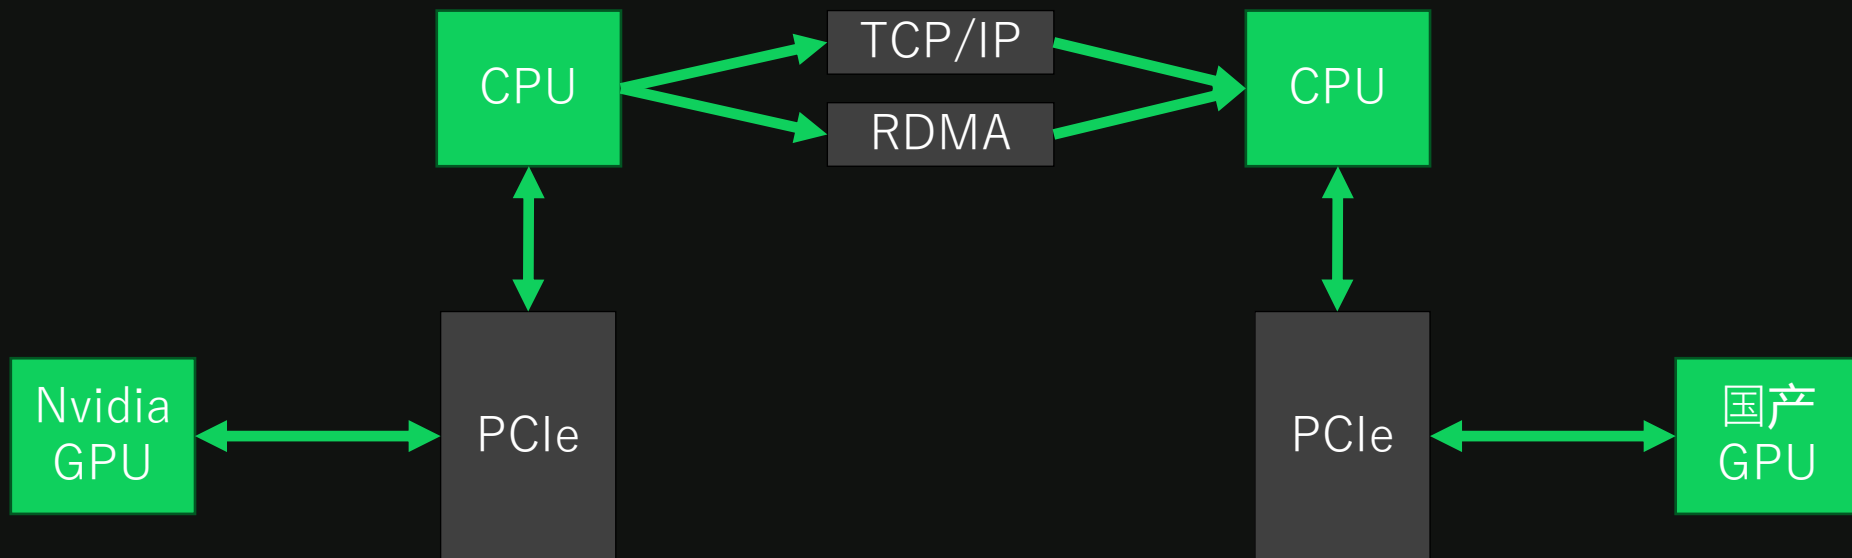 CPU
TCP/IP
RDMA
CPU
Nvidia
GPU
PCIe
PCIe
国产
GPU